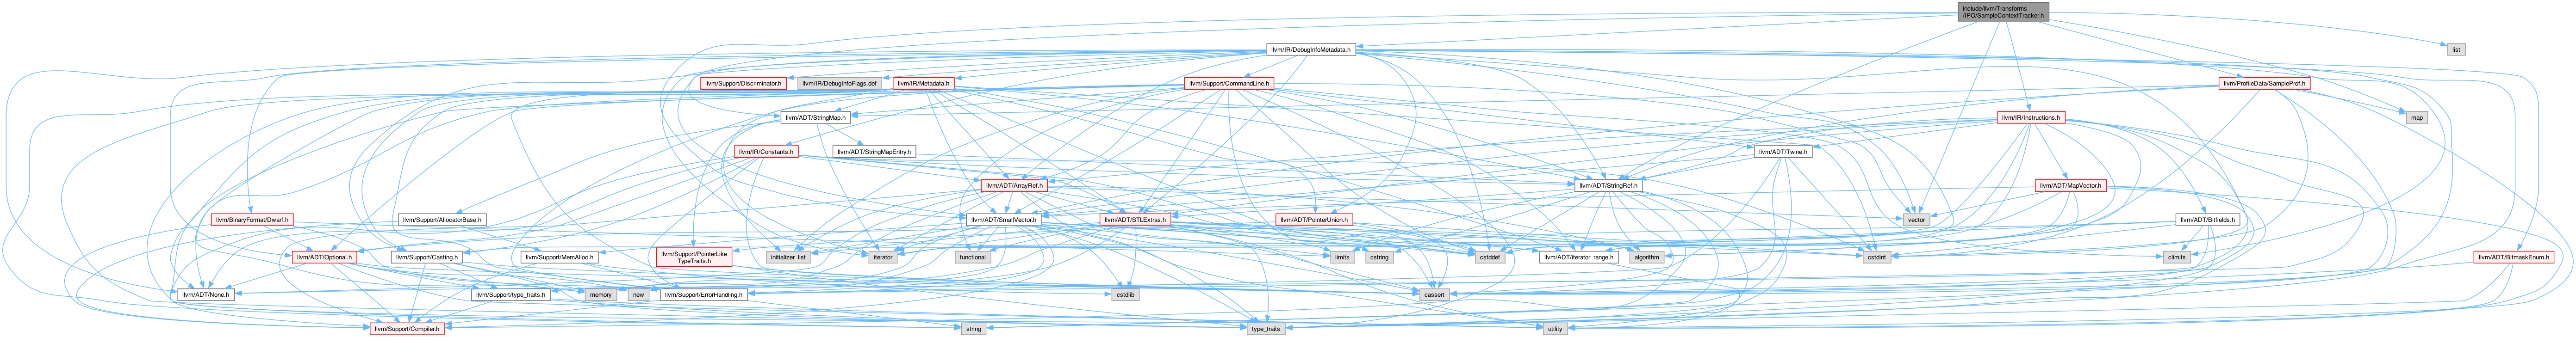 include/llvm/Transforms
/IPO/SampleContextTracker.h
llvm/IR/DebugInfoMetadata.h
list
llvm/Support/Discriminator.h
llvm/IR/DebugInfoFlags.def
llvm/IR/Metadata.h
llvm/Support/CommandLine.h
llvm/ProfileData/SampleProf.h
llvm/ADT/StringMap.h
llvm/IR/Instructions.h
map
llvm/IR/Constants.h
llvm/ADT/StringMapEntry.h
llvm/ADT/Twine.h
llvm/ADT/ArrayRef.h
llvm/ADT/StringRef.h
llvm/ADT/MapVector.h
llvm/BinaryFormat/Dwarf.h
llvm/Support/AllocatorBase.h
llvm/ADT/SmallVector.h
llvm/ADT/STLExtras.h
llvm/ADT/PointerUnion.h
vector
llvm/ADT/Bitfields.h
llvm/ADT/Optional.h
llvm/Support/Casting.h
llvm/Support/MemAlloc.h
llvm/Support/PointerLike
TypeTraits.h
initializer_list
iterator
functional
limits
cstring
cstddef
llvm/ADT/iterator_range.h
algorithm
cstdint
climits
llvm/ADT/BitmaskEnum.h
llvm/ADT/None.h
llvm/Support/type_traits.h
memory
new
llvm/Support/ErrorHandling.h
cstdlib
cassert
llvm/Support/Compiler.h
string
type_traits
utility